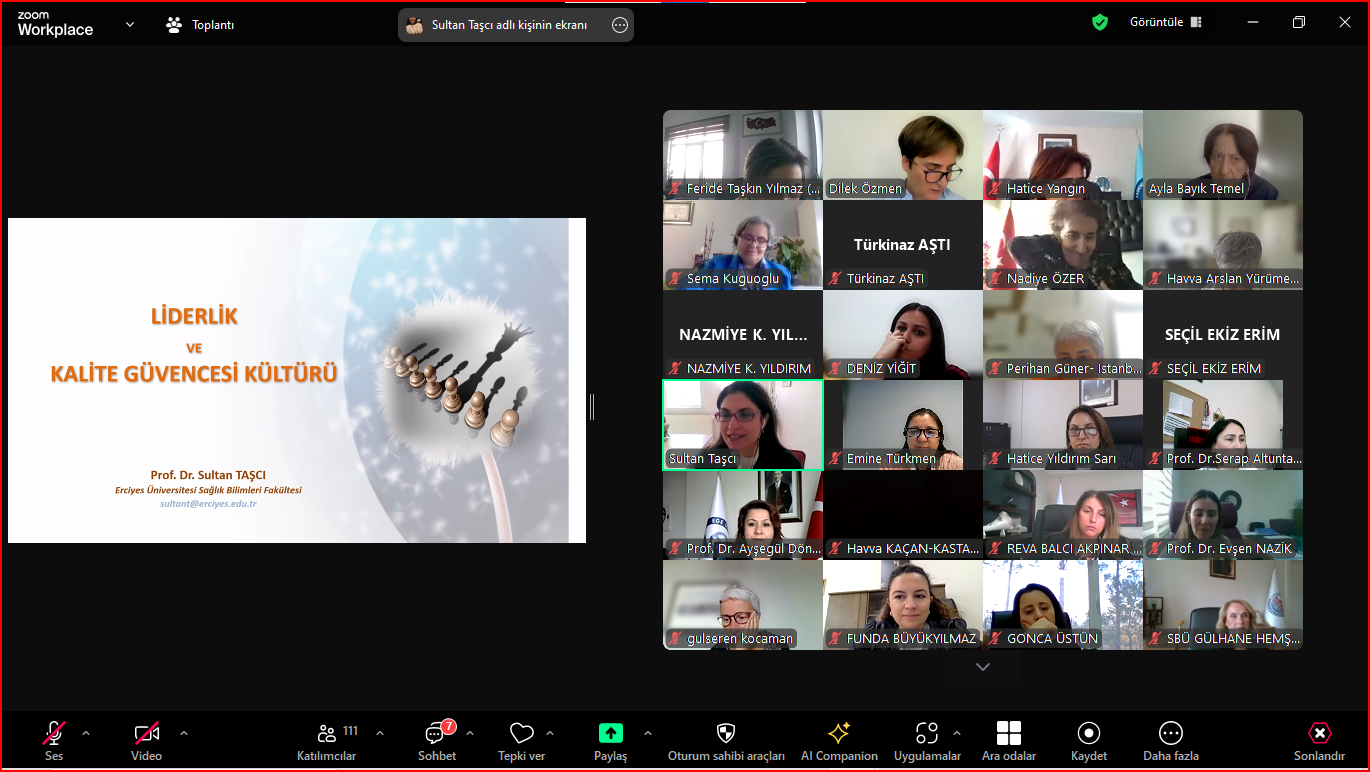 zoom
Workplace
Toplantı
Sultan Taşcı adlı kişinin ekranı
Görüntüle
LİDERLİK
VE
KALİTE GÜVENCESİ KÜLTÜRÜ
Prof. Dr. Sultan TAŞCI
Erciyes Üniversitesi Sağlık Bilimleri Fakültesi
sultant@erciyes.edu.tr
Feride Taşkın Yılmaz (...
Dilek Özmen
Hatice Yangın
Ayla Bayık Temel
Sema Kuguoglu
Türkinaz AŞTI
Türkinaz AŞTI
Nadiye ÖZER
Havva Arslan Yürüme...
NAZMİYE K. YIL...
NAZMİYE K. YILDIRIM
DENİZ YİĞİT
Perihan Güner- Istanb...
SEÇİL EKİZ ERİM
SEÇİL EKİZ ERİM
Sultan Taşcı
Emine Türkmen
Hatice Yıldırım Sarı
Prof. Dr.Serap Altunta...
EGE
Prof. Dr. Ayşegül Dön...
Havva KAÇAN-KASTA...
REVA BALCI AKPINAR ...
Prof. Dr. Evşen NAZİK
gulseren kocaman
FUNDA BÜYÜKYILMAZ
GONCA ÜSTÜN
SBÜ GÜLHANE HEMŞ...
Ses
Video
111
Katılımcılar
7
Sohbet
Tepki ver
Paylaş
Oturum sahibi araçları
AI Companion
Uygulamalar
Ara odalar
Kaydet
Daha fazla
Sonlandır